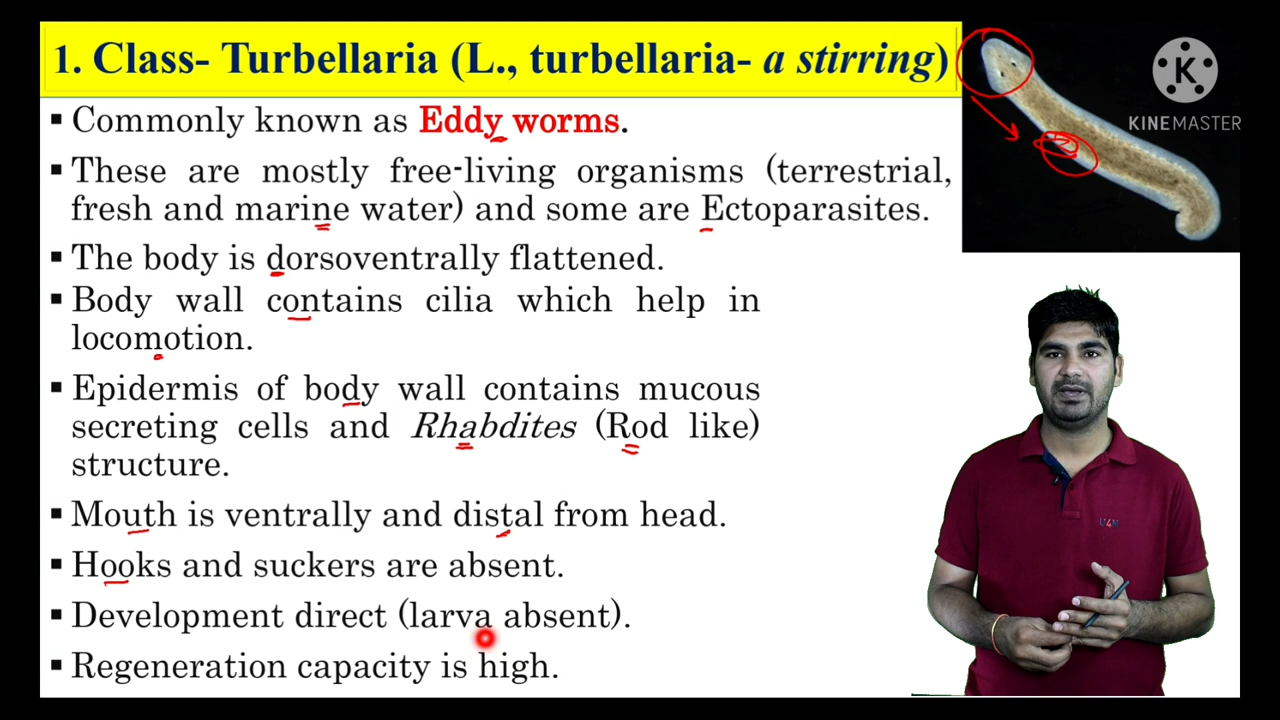 1. Class- Turbellaria (L., turbellaria- a stirring)
KINEMASTER
▪ Commonly known as Eddy worms.
▪ These are mostly free-living organisms (terrestrial,
fresh and marine water) and some are Ectoparasites.
▪ The body is dorsoventrally flattened.
▪ Body wall contains cilia which help in
locomotion.
▪ Epidermis of body wall contains mucous
secreting cells and Rhabdites (Rod like)
structure.
▪ Mouth is ventrally and distal from head.
▪ Hooks and suckers are absent.
▪ Development direct (larva absent).
▪ Regeneration capacity is high.